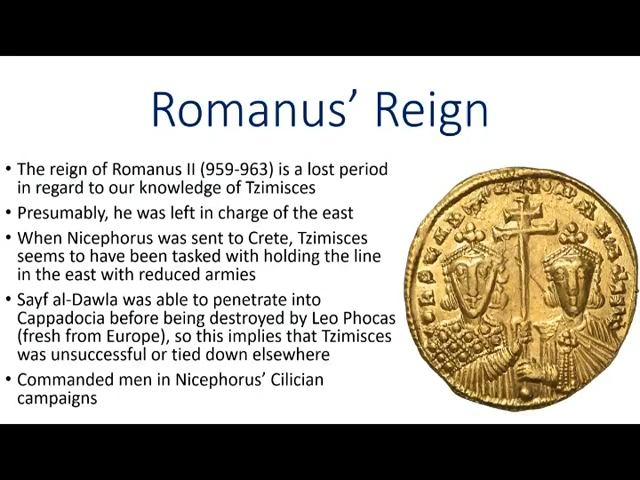 Romanus’ Reign
• The reign of Romanus II (959-963) is a lost period
in regard to our knowledge of Tzimisces
• Presumably, he was left in charge of the east
• When Nicephorus was sent to Crete, Tzimisces
seems to have been tasked with holding the line
in the east with reduced armies
• Sayf al-Dawla was able to penetrate into
Cappadocia before being destroyed by Leo Phocas
(fresh from Europe), so this implies that Tzimisces
was unsuccessful or tied down elsewhere
• Commanded men in Nicephorus’ Cilician
campaigns